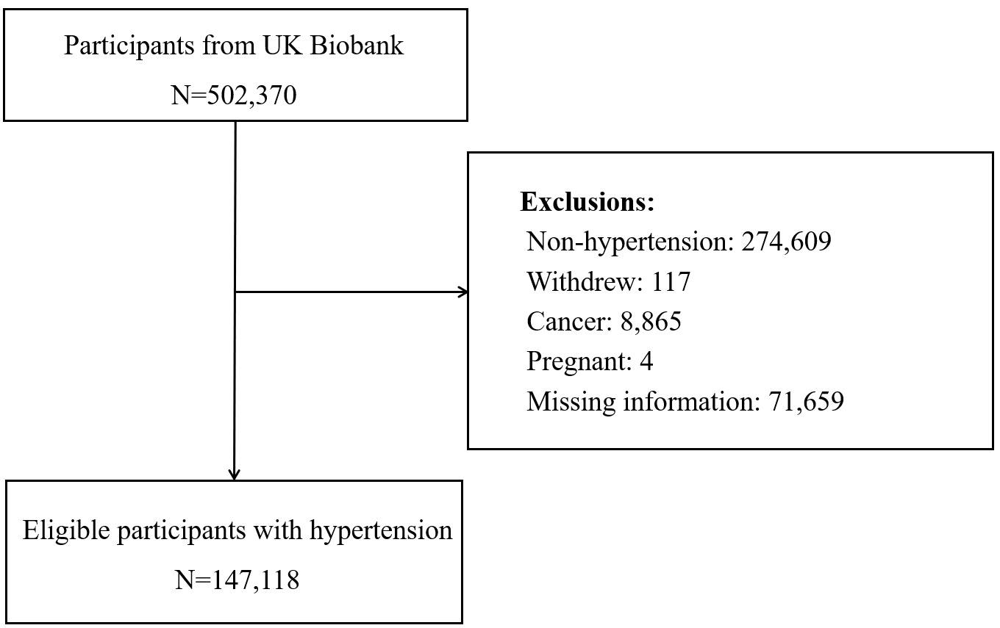 Participants from UK Biobank
N=502,370
Exclusions:
Non-hypertension: 274,609
Withdrew: 117
Cancer: 8,865
Pregnant: 4
Missing information: 71,659
Eligible participants with hypertension
N=147,118